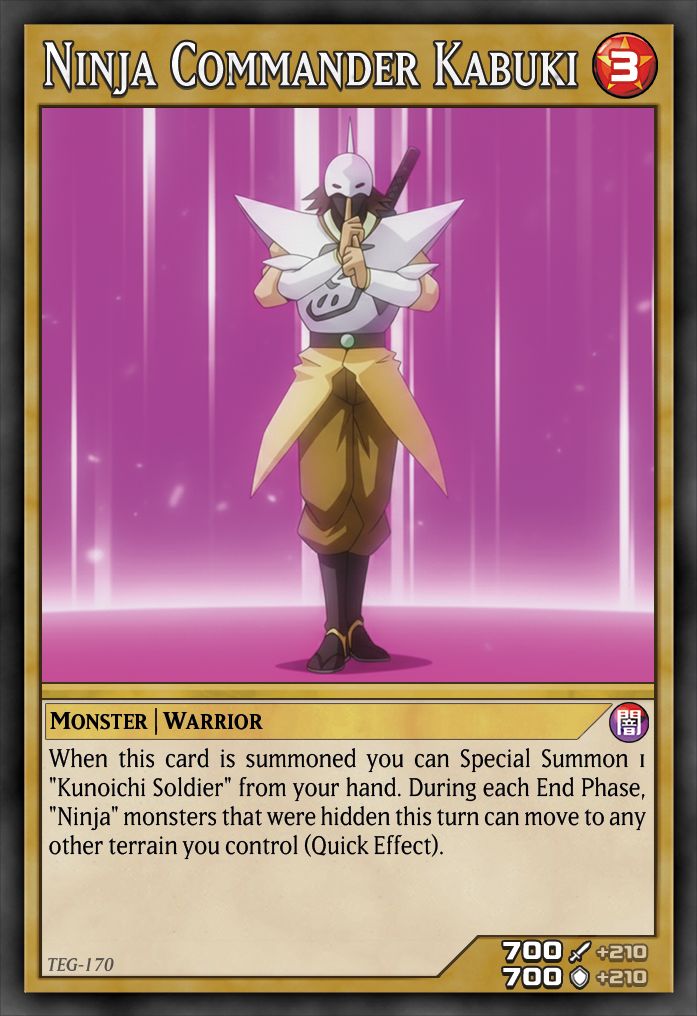 Ninja Commander Kabuki
3
Monster | Warrior
闇
When this card is summoned you can Special Summon 1
"Kunoichi Soldier" from your hand. During each End Phase,
"Ninja" monsters that were hidden this turn can move to any
other terrain you control (Quick Effect).
700 +210
TEG-170
700 +210